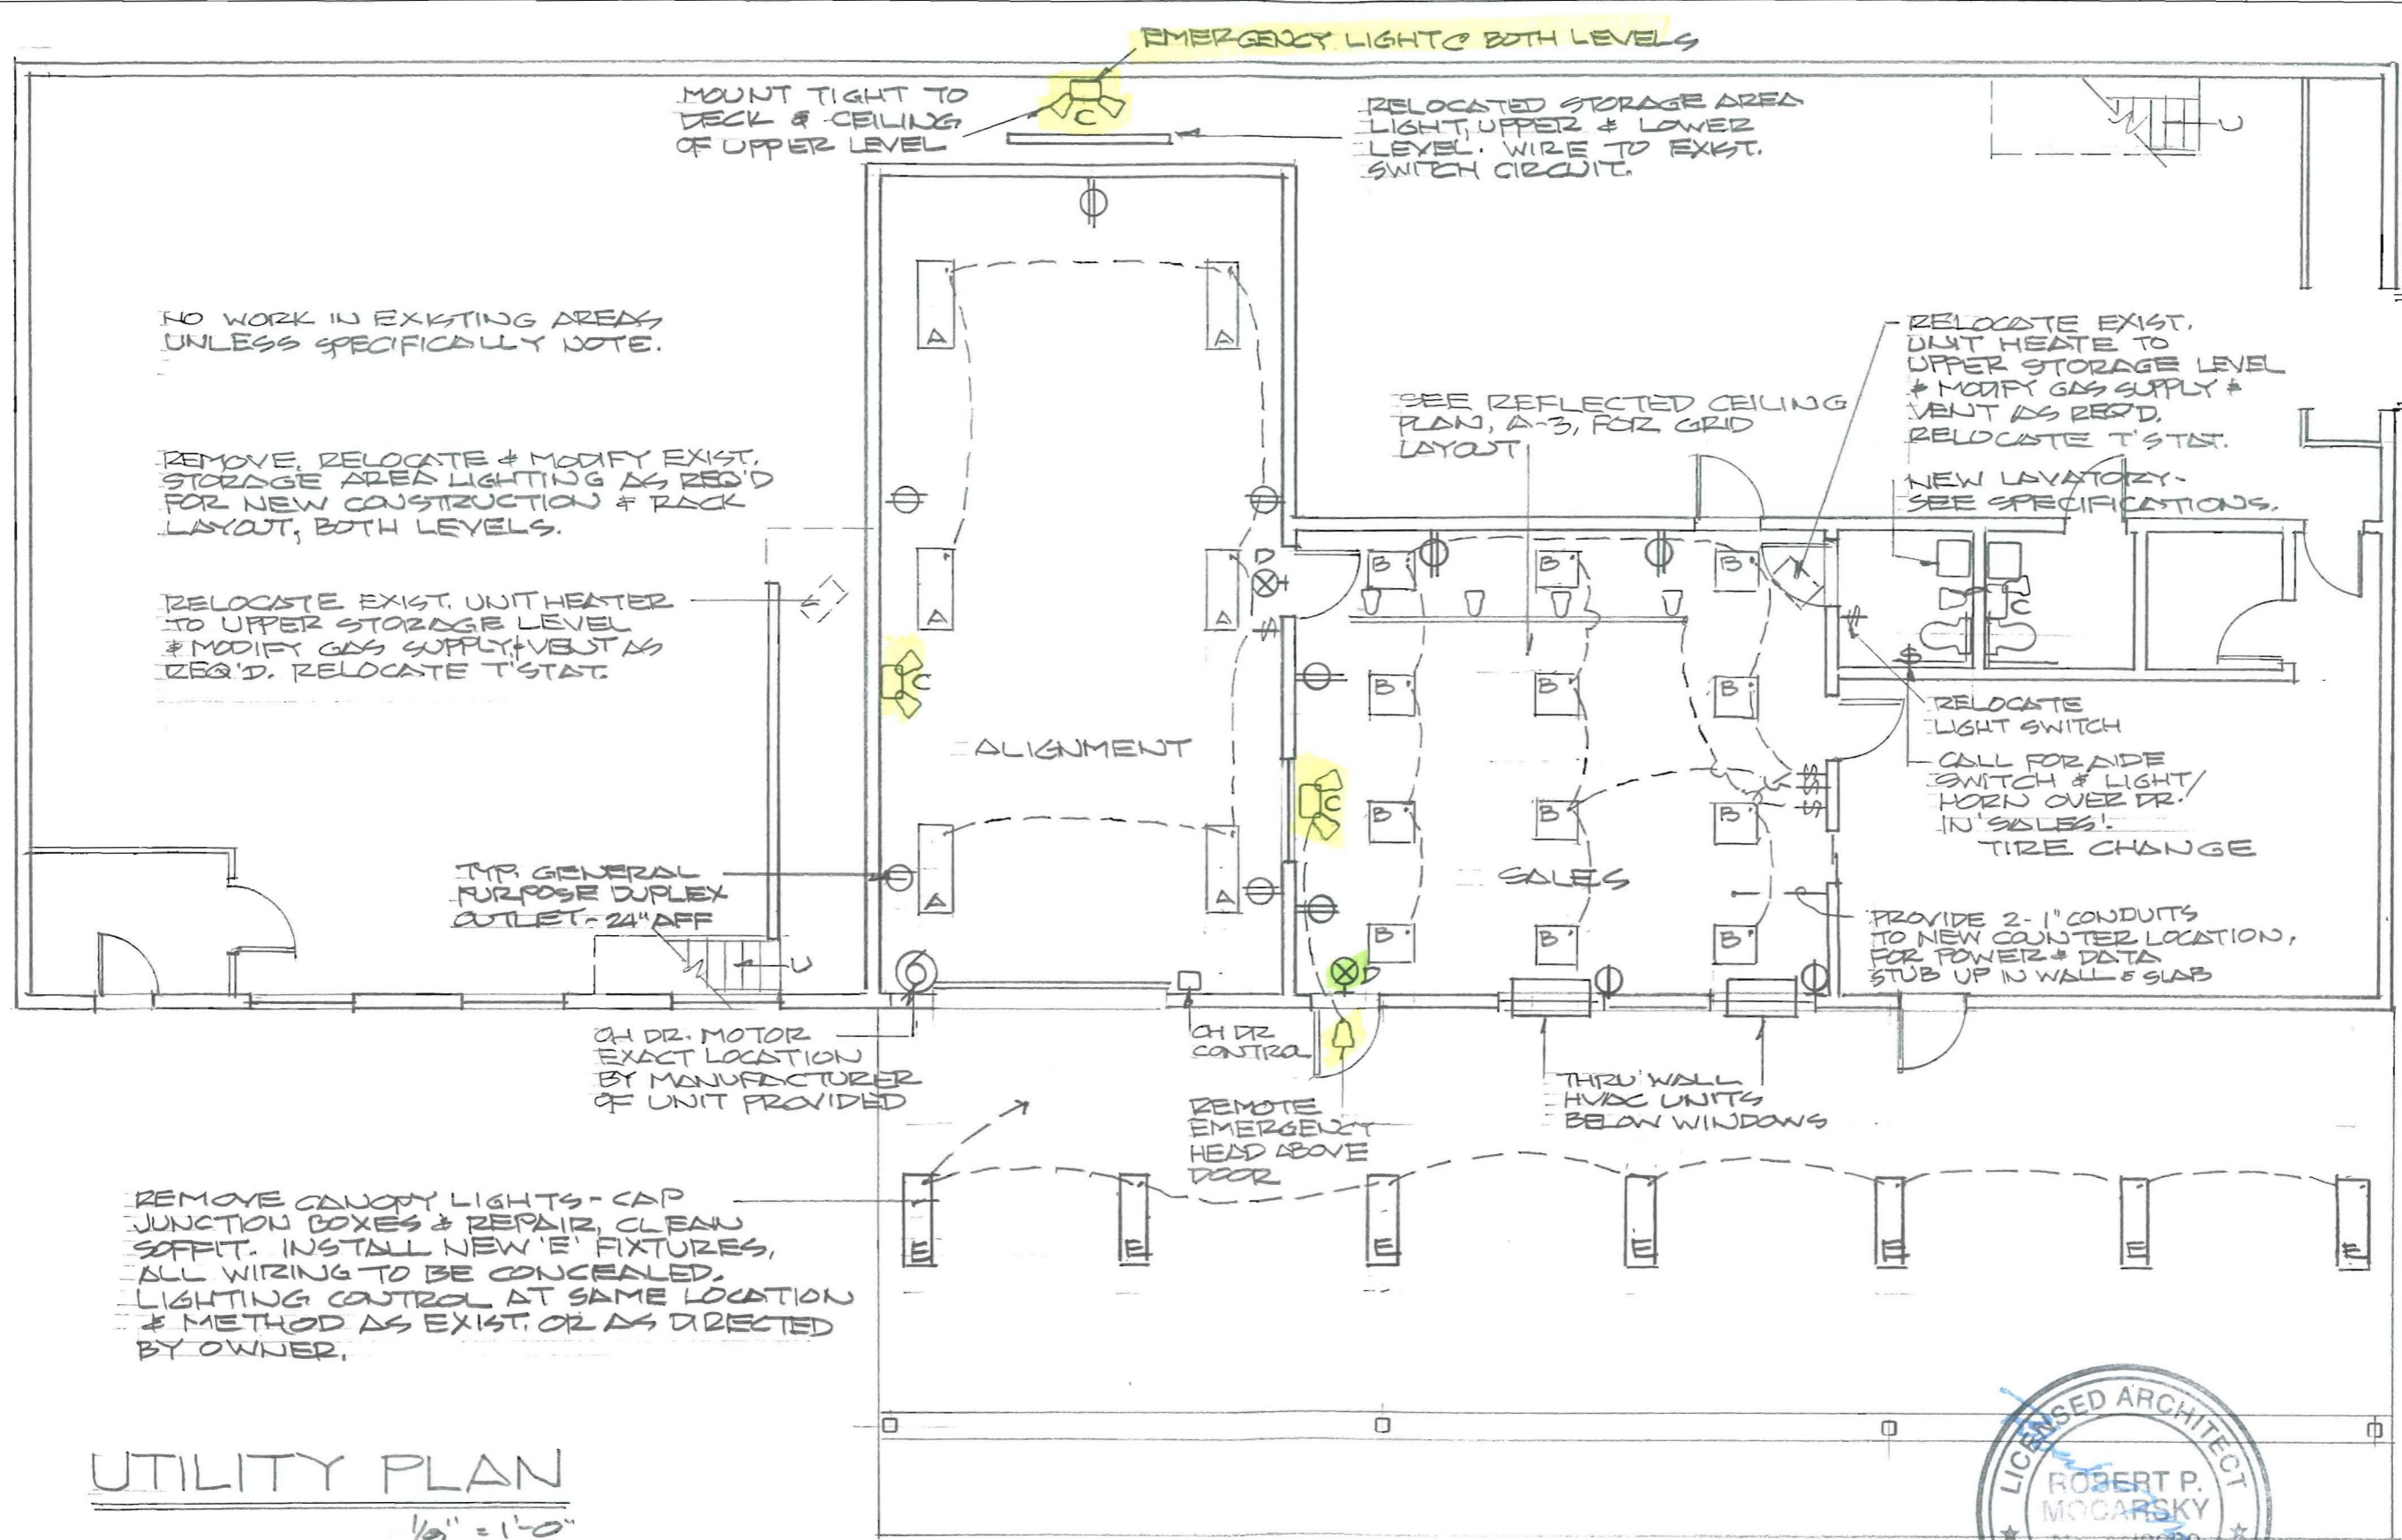 EMERGENCY LIGHT @ BOTH LEVELS
MOUNT TIGHT TO
DECK & CEILING
OF UPPER LEVEL
C
RELOCATED STORAGE AREA
LIGHT, UPPER & LOWER
LEVEL. WIRE TO EXIST.
SWITCH CIRCUIT.
U
NO WORK IN EXISTING AREAS
UNLESS SPECIFICALLY NOTE.
A
A
RELOCATE EXIST.
UNIT HEATE TO
UPPER STORAGE LEVEL
& MODIFY GAS SUPPLY &
VENT AS REQ'D.
RELOCATE T'STAT.
SEE REFLECTED CEILING
PLAN, A-3, FOR GRID
LAYOUT
REMOVE, RELOCATE & MODIFY EXIST.
STORAGE AREA LIGHTING AS REQ'D
FOR NEW CONSTRUCTION & RACK
LAYOUT, BOTH LEVELS.
NEW LAVATORY-
SEE SPECIFICATIONS.
RELOCATE EXIST. UNIT HEATER
TO UPPER STORAGE LEVEL
& MODIFY GAS SUPPLY & VENT AS
REQ'D. RELOCATE T'STAT.
A
A
D
B
B
B
C
$
$
$
C
B
B
B
RELOCATE
LIGHT SWITCH
ALIGNMENT
CALL FOR AIDE
SWITCH & LIGHT/
HORN OVER DR.
IN 'SALES'.
TIRE CHANGE
C
B
B
B
$
$
TYP. GENERAL
PURPOSE DUPLEX
OUTLET - 24" AFF
A
A
SALES
PROVIDE 2 - 1" CONDUITS
TO NEW COUNTER LOCATION,
FOR POWER & DATA
STUB UP IN WALL & SLAB
U
D
B
B
B
OH DR. MOTOR
EXACT LOCATION
BY MANUFACTURER
OF UNIT PROVIDED
OH DR
CONTROL
REMOTE
EMERGENCY
HEAD ABOVE
DOOR
THRU WALL
HVAC UNITS
BELOW WINDOWS
REMOVE CANOPY LIGHTS - CAP
JUNCTION BOXES & REPAIR, CLEAN
SOFFIT. INSTALL NEW 'E' FIXTURES,
ALL WIRING TO BE CONCEALED.
LIGHTING CONTROL AT SAME LOCATION
& METHOD AS EXIST. OR AS DIRECTED
BY OWNER.
E
E
E
E
E
E
E
UTILITY PLAN
1/8" = 1'-0"
LICENSED ARCHITECT
ROBERT P.
MOCARSKY